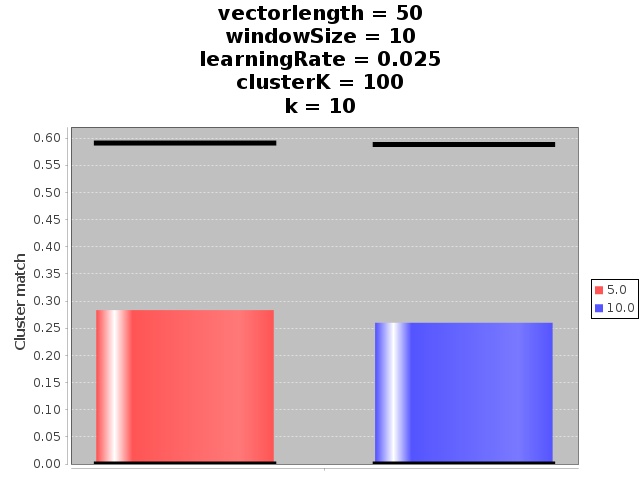 vectorlength = 50
windowSize = 10
learningRate = 0.025
clusterK = 100
k = 10
0.60
0.55
0.50
0.45
0.40
0.35
0.30
0.25
0.20
0.15
0.10
0.05
0.00
Cluster match
5.0
10.0